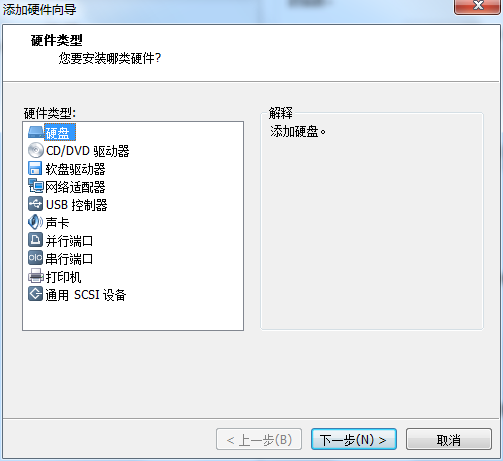 添加硬件向导
硬件类型
您要安装哪类硬件?
硬件类型:
硬盘
CD/DVD 驱动器
软盘驱动器
网络适配器
USB 控制器
声卡
并行端口
串行端口
打印机
通用 SCSI 设备
解释
添加硬盘。
< 上一步(B)
下一步(N) >
取消